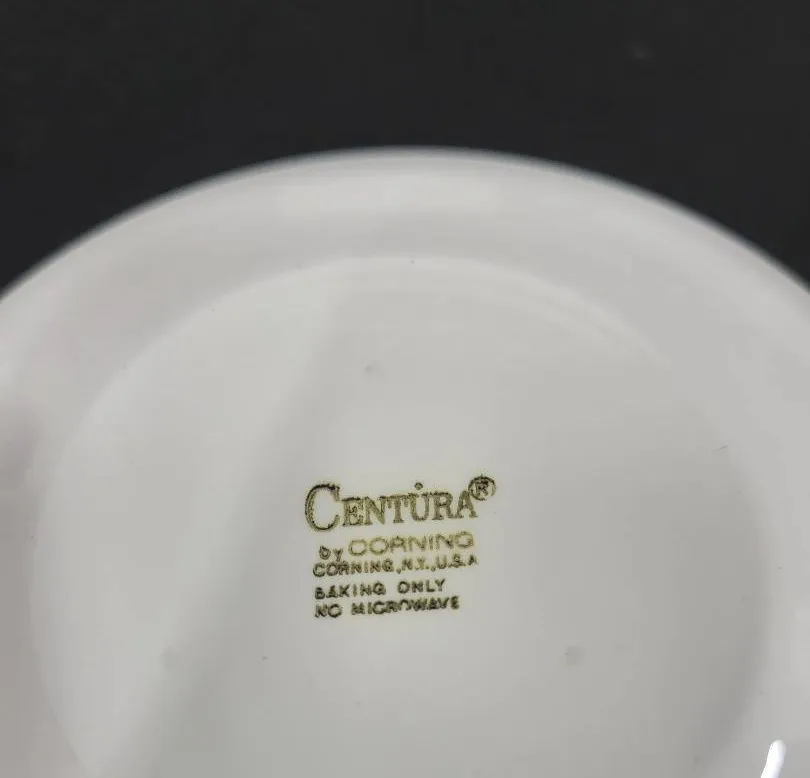 CENTURA®
by CORNING
CORNING, N.Y., U.S.A
BAKING ONLY
NO MICROWAVE